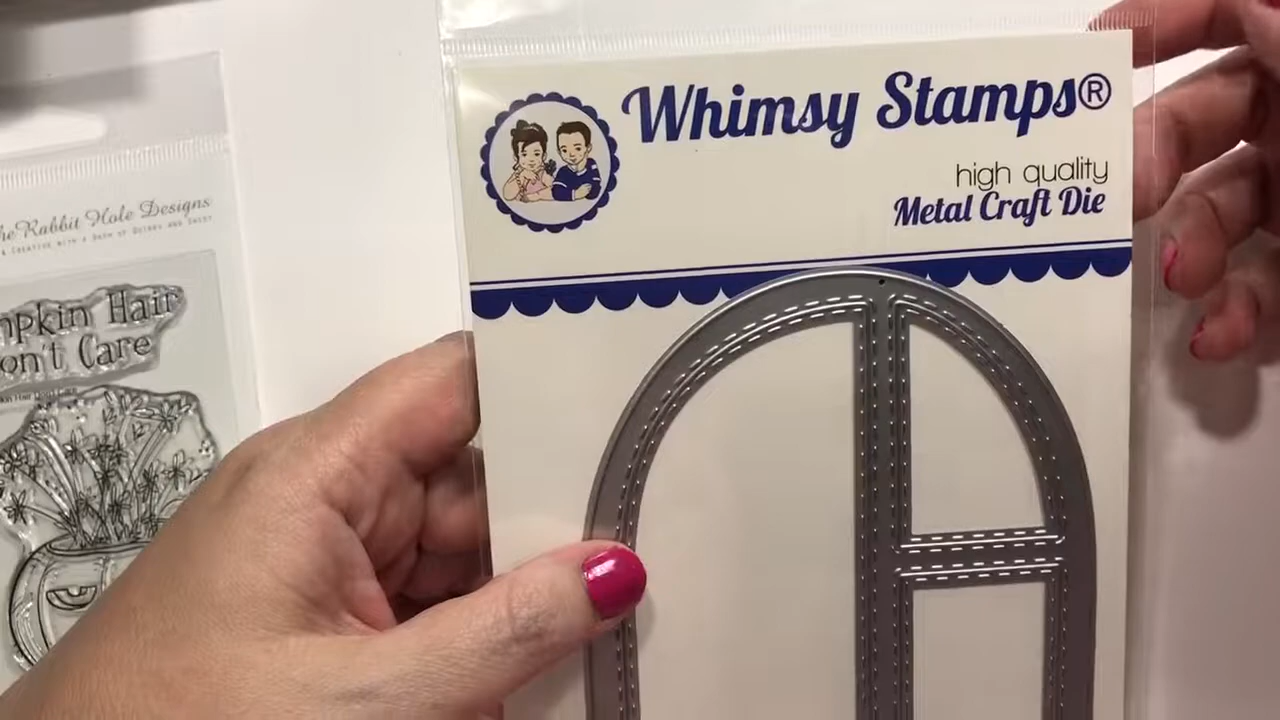 Whimsy Stamps®
high quality
Metal Craft Die
he Rabbit Hole Designs
mpkin Hair
on't Care